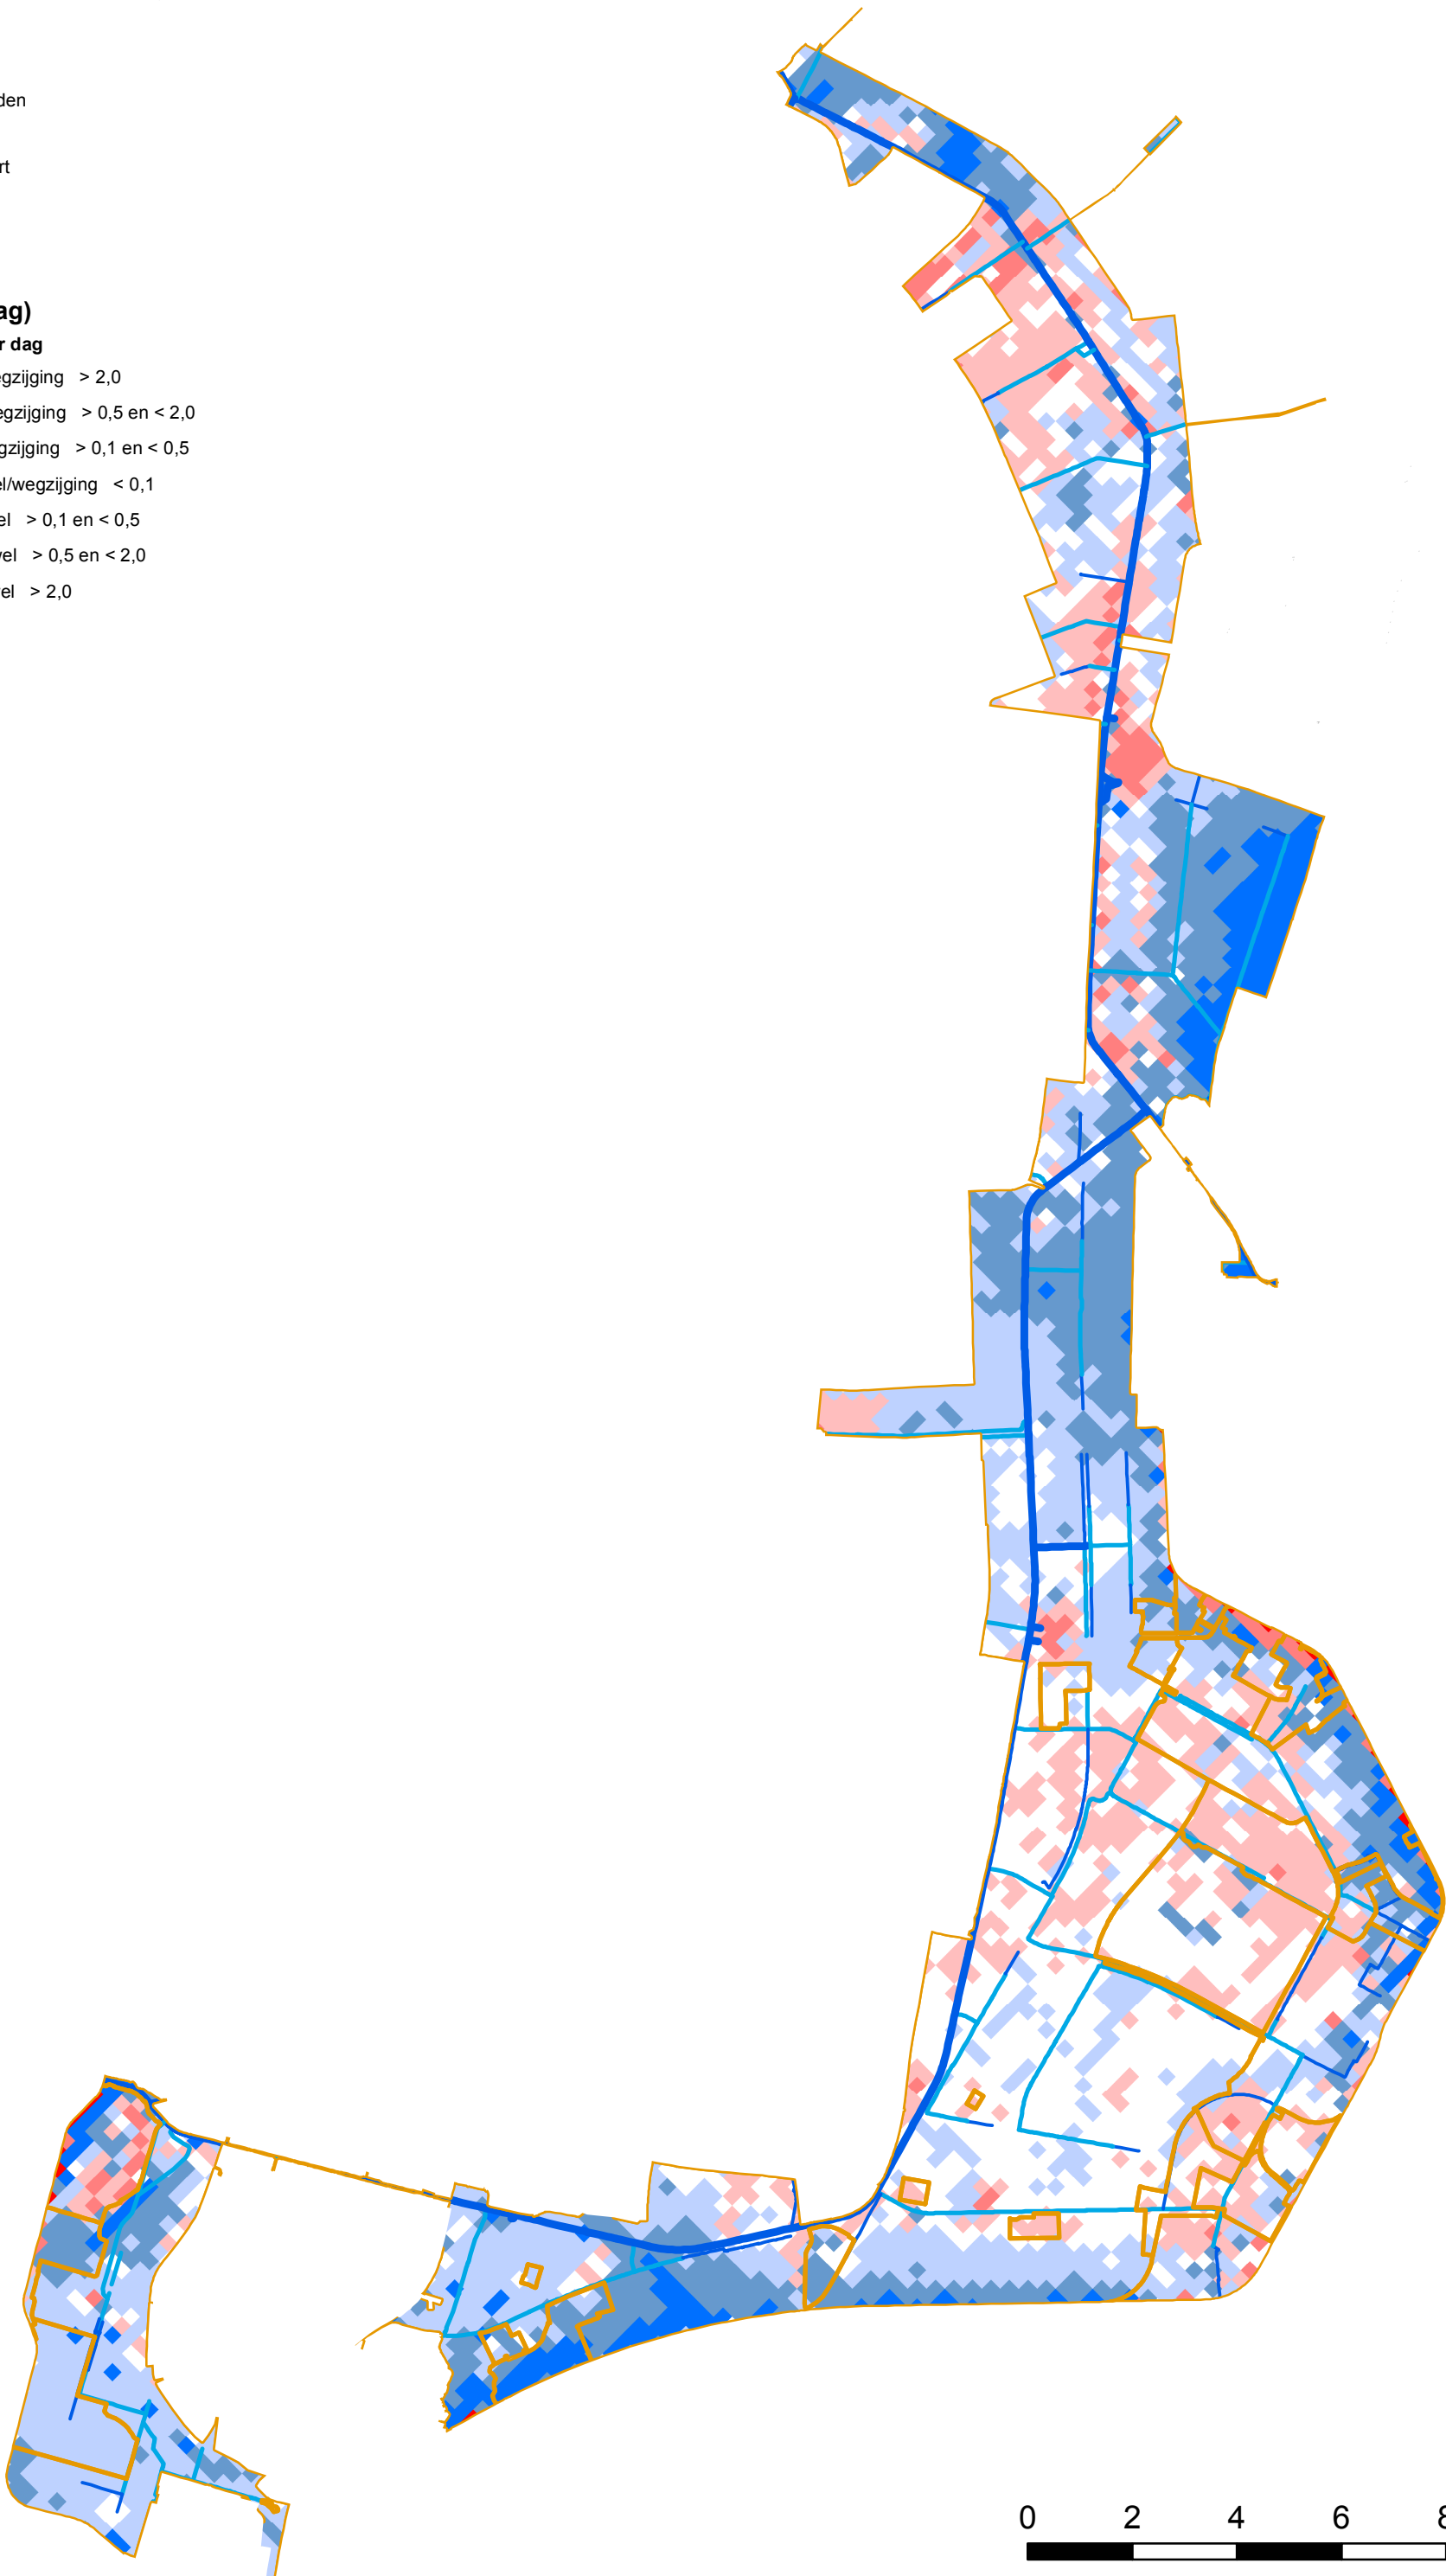 den
rt
ag)
r dag
gzijging > 2,0
egzijging > 0,5 en < 2,0
gzijging > 0,1 en < 0,5
el/wegzijging < 0,1
el > 0,1 en < 0,5
vel > 0,5 en < 2,0
el > 2,0
0 2 4 6 8